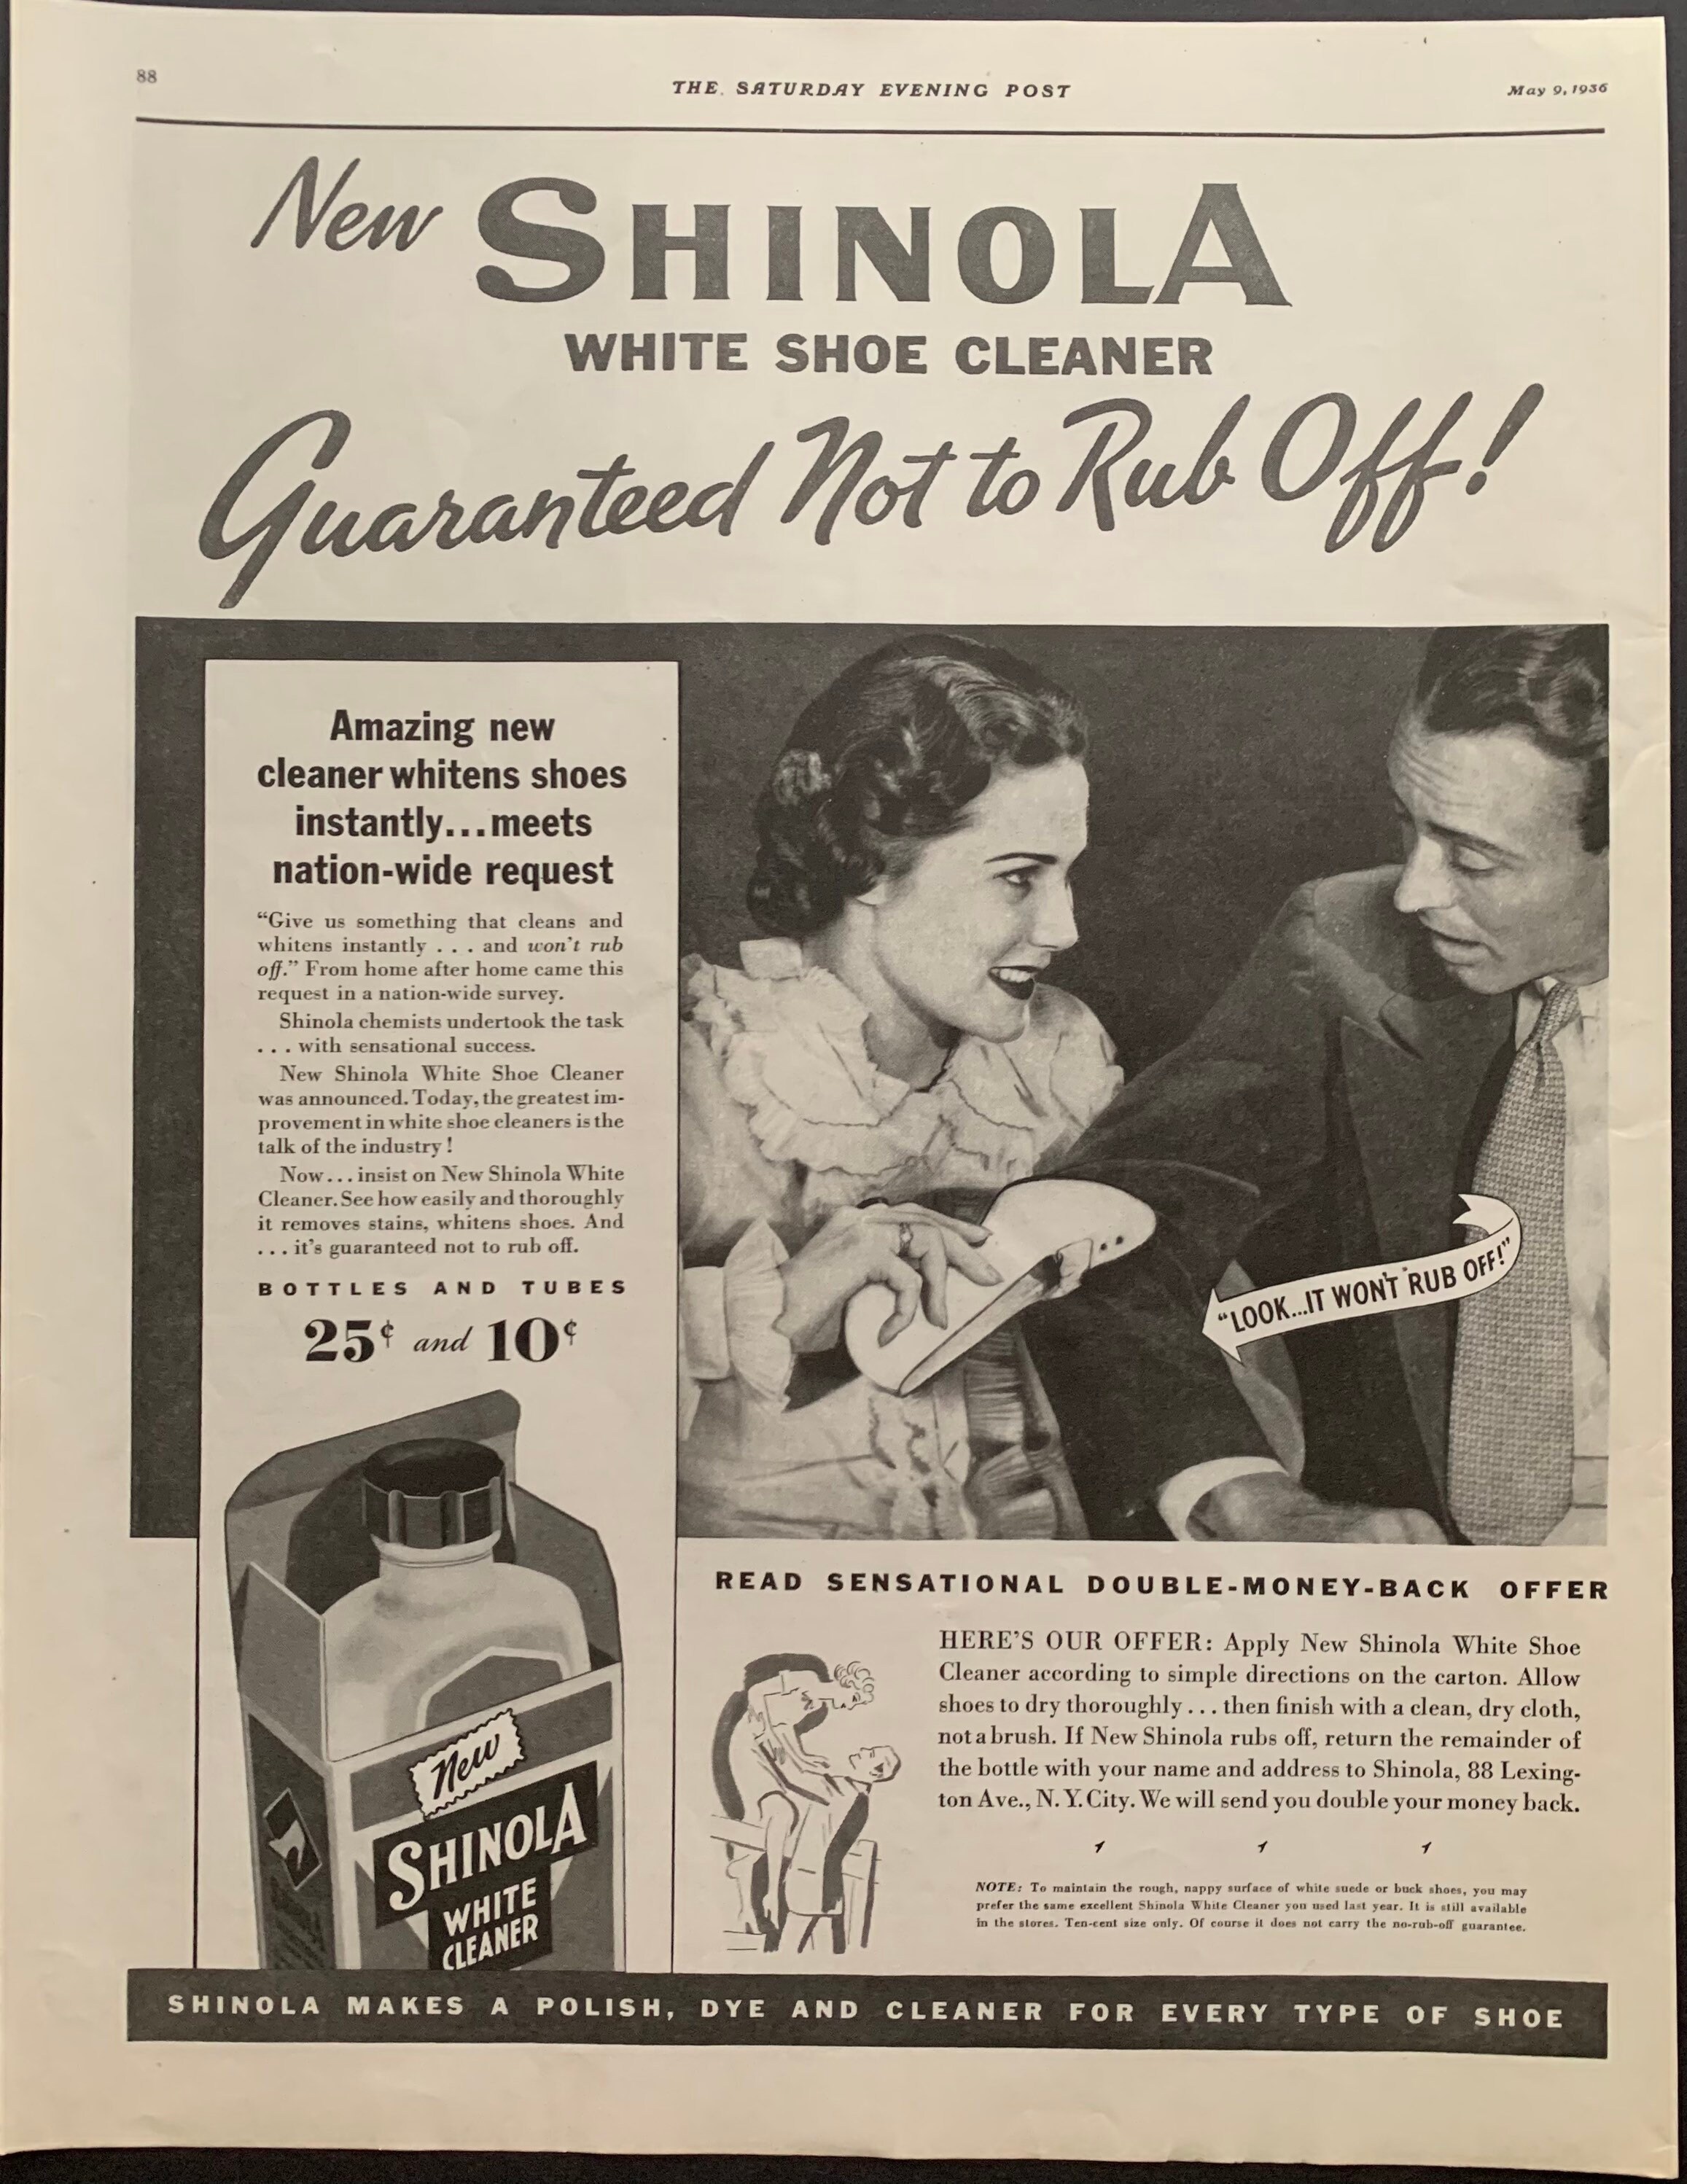 88
THE SATURDAY EVENING POST
May 9, 1936
New SHINOLA
WHITE SHOE CLEANER
Guaranteed Not to Rub Off!
Amazing new
cleaner whitens shoes
instantly...meets
nation-wide request
“Give us something that cleans and
whitens instantly . . . and won’t rub
off.” From home after home came this
request in a nation-wide survey.
Shinola chemists undertook the task
. . . with sensational success.
New Shinola White Shoe Cleaner
was announced. Today, the greatest im-
provement in white shoe cleaners is the
talk of the industry!
Now... insist on New Shinola White
Cleaner. See how easily and thoroughly
it removes stains, whitens shoes. And
. . . it’s guaranteed not to rub off.
BOTTLES AND TUBES
25¢ and 10¢
New
SHINOLA
WHITE
CLEANER
“LOOK...IT WON’T RUB OFF!”
READ SENSATIONAL DOUBLE-MONEY-BACK OFFER
HERE’S OUR OFFER: Apply New Shinola White Shoe
Cleaner according to simple directions on the carton. Allow
shoes to dry thoroughly . . . then finish with a clean, dry cloth,
not a brush. If New Shinola rubs off, return the remainder of
the bottle with your name and address to Shinola, 88 Lexing-
ton Ave., N. Y. City. We will send you double your money back.
NOTE: To maintain the rough, nappy surface of white suede or buck shoes, you may
prefer the same excellent Shinola White Cleaner you used last year. It is still available
in the stores. Ten-cent size only. Of course it does not carry the no-rub-off guarantee.
SHINOLA MAKES A POLISH, DYE AND CLEANER FOR EVERY TYPE OF SHOE